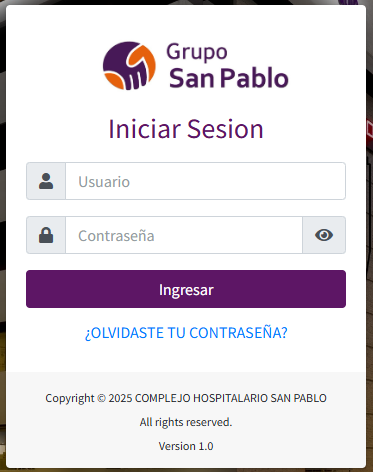 Grupo
San Pablo
Iniciar Sesion
Usuario
Contraseña
Ingresar
¿OLVIDASTE TU CONTRASEÑA?
Copyright © 2025 COMPLEJO HOSPITALARIO SAN PABLO
All rights reserved.
Version 1.0